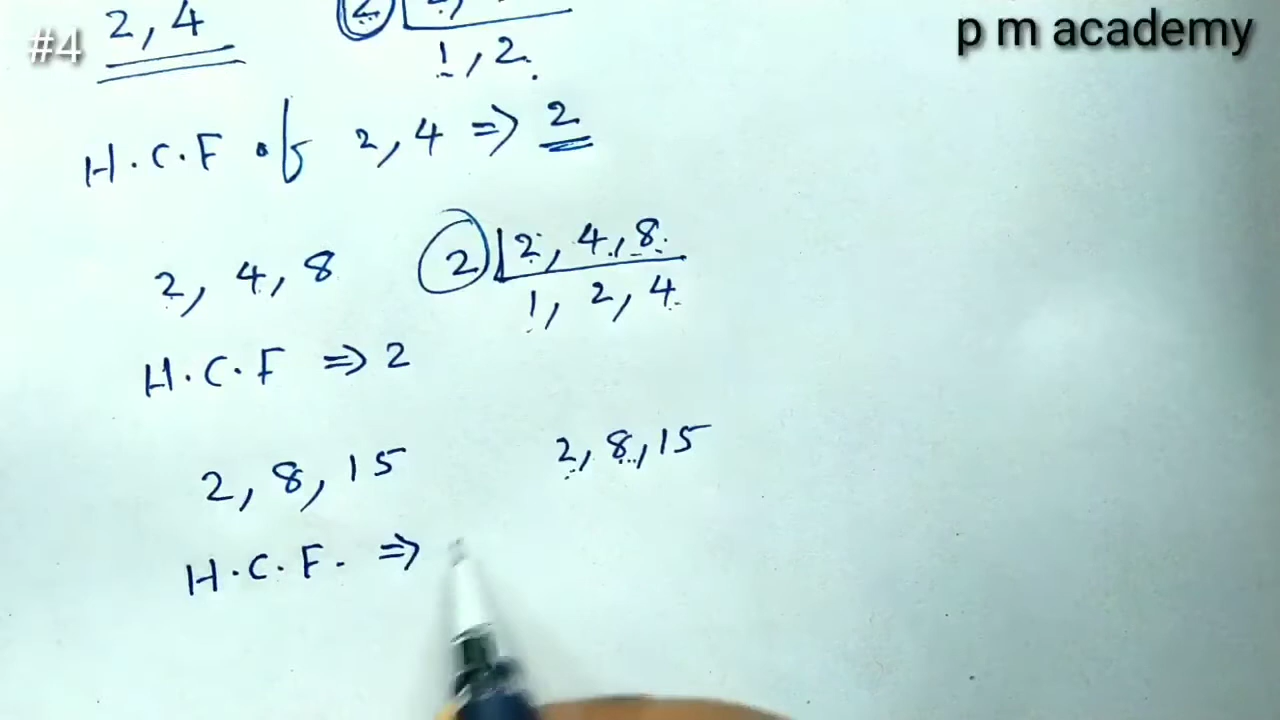 #4
p m academy
2, 4
1, 2
H.C.F of 2, 4 => 2
2, 4, 8
2 2, 4, 8
1, 2, 4
H.C.F => 2
2, 8, 15
2, 8, 15
H.C.F. =>